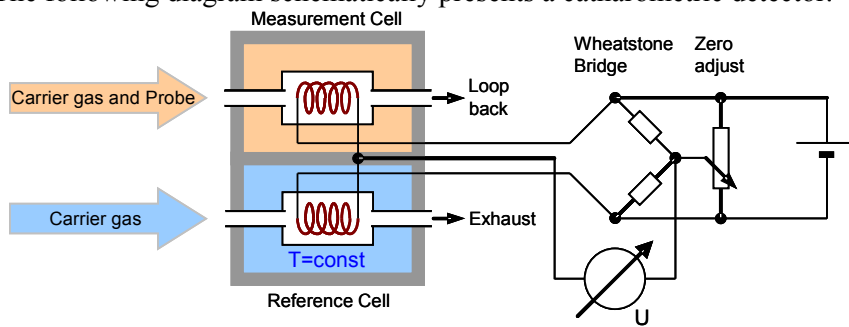 The following diagram schematically presents a catharometric detector.
Measurement Cell
Wheatstone
Bridge
Zero
adjust
Carrier gas and Probe
Loop
back
Carrier gas
Exhaust
T=const
Reference Cell
U